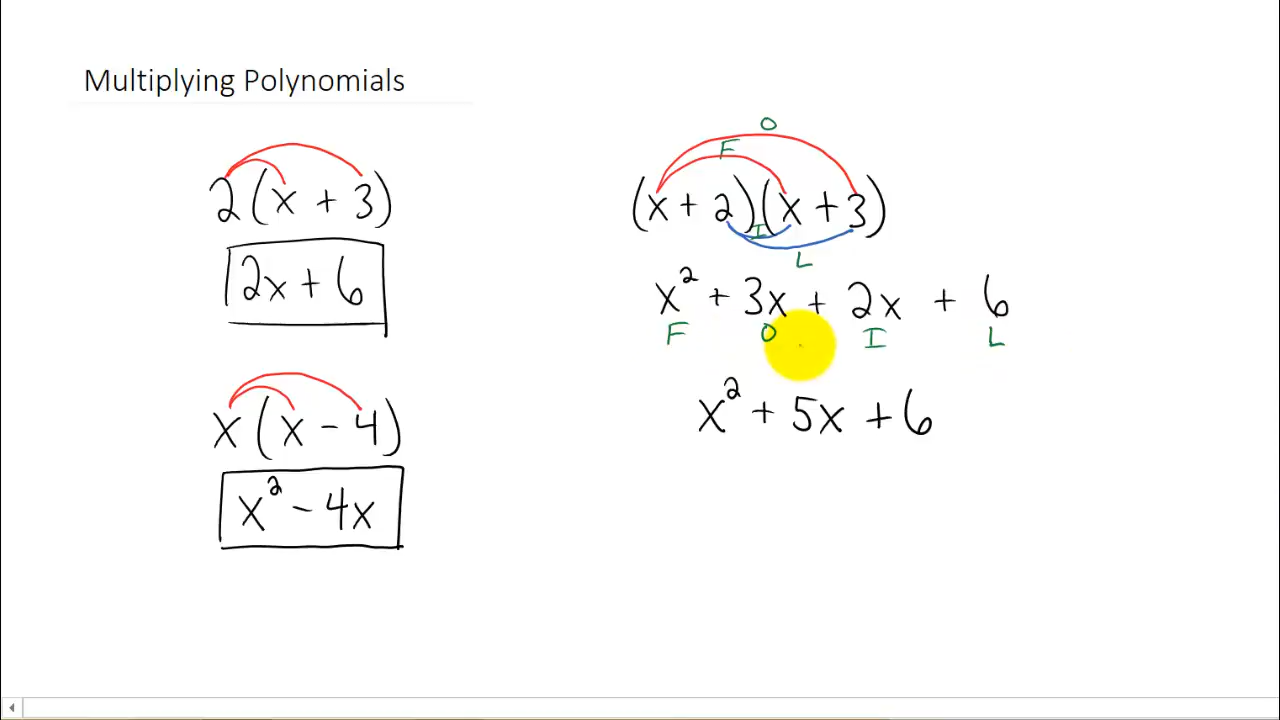 Multiplying Polynomials
2(x + 3)
2x + 6
x(x - 4)
x² - 4x
O
F
(x + 2)(x + 3)
I
L
x² + 3x + 2x + 6
F O I L
x² + 5x + 6